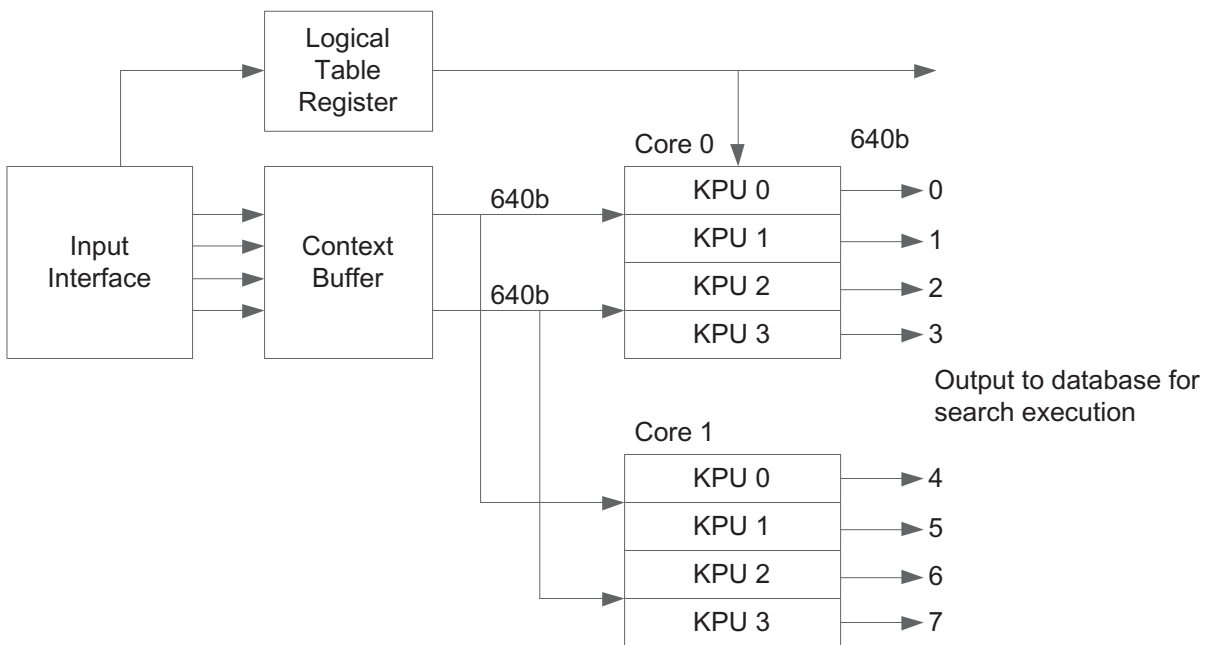 Logical
Table
Register
Core 0
640b
Input
Interface
Context
Buffer
640b
640b
KPU 0
KPU 1
KPU 2
KPU 3
0
1
2
3
Output to database for
search execution
Core 1
KPU 0
KPU 1
KPU 2
KPU 3
4
5
6
7